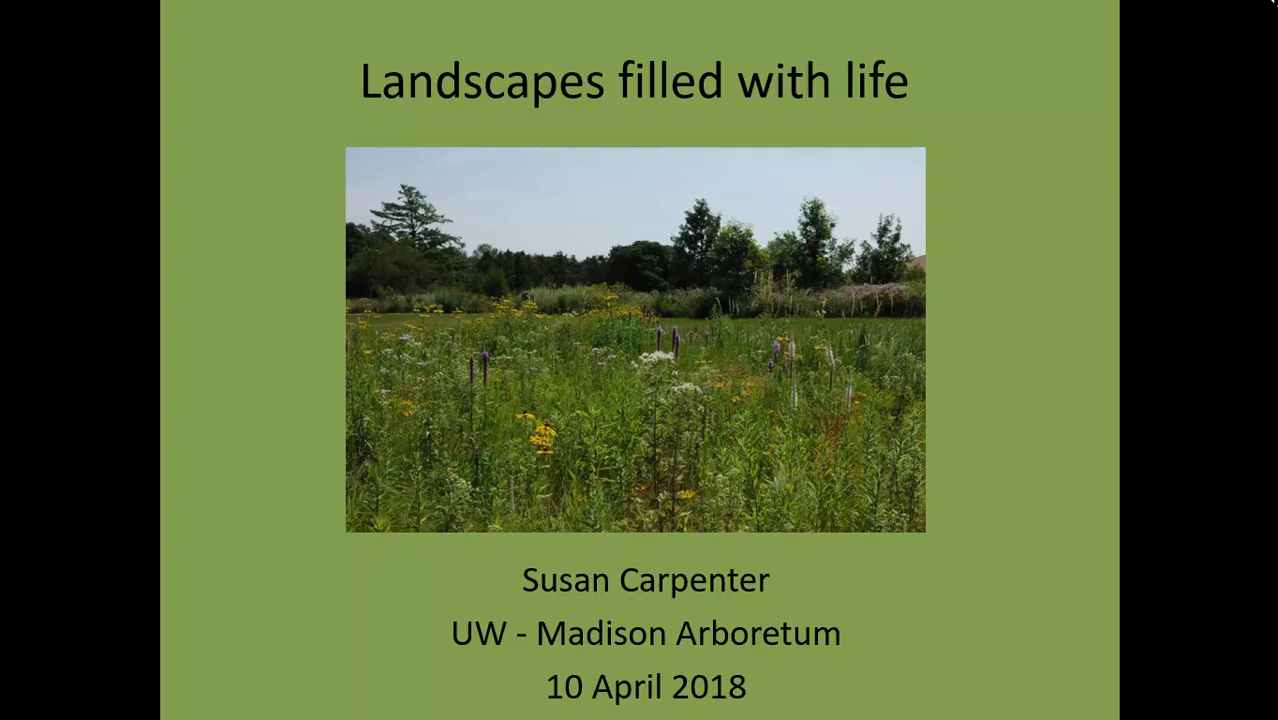 Landscapes filled with life
Susan Carpenter
UW - Madison Arboretum
10 April 2018